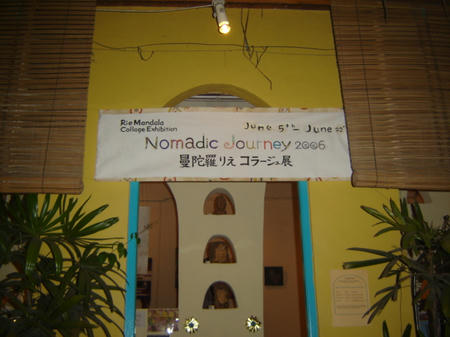 Rie Mandala
Collage Exhibition
June 5th – June
Nomadic Journey 2006
曼陀羅りえ コラージュ展